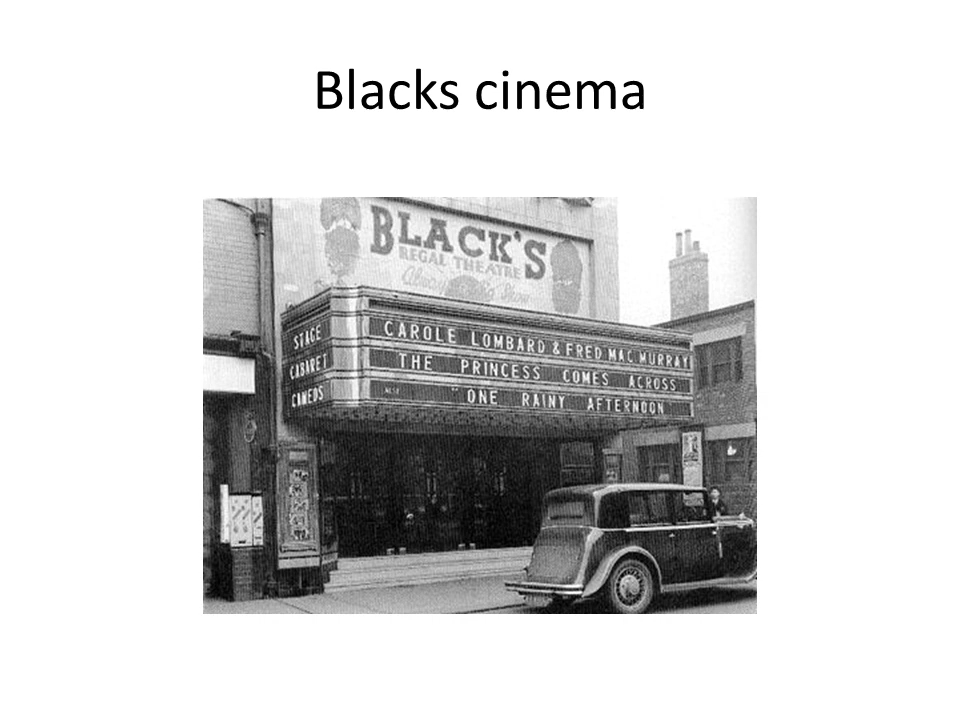 Blacks cinema
BLACK'S
REGAL THEATRE
STAGE
CABARET
CAMEDS
CAROLE LOMBARD & FRED MAC MURRAY
THE PRINCESS COMES ACROSS
"ONE RAINY AFTERNOON